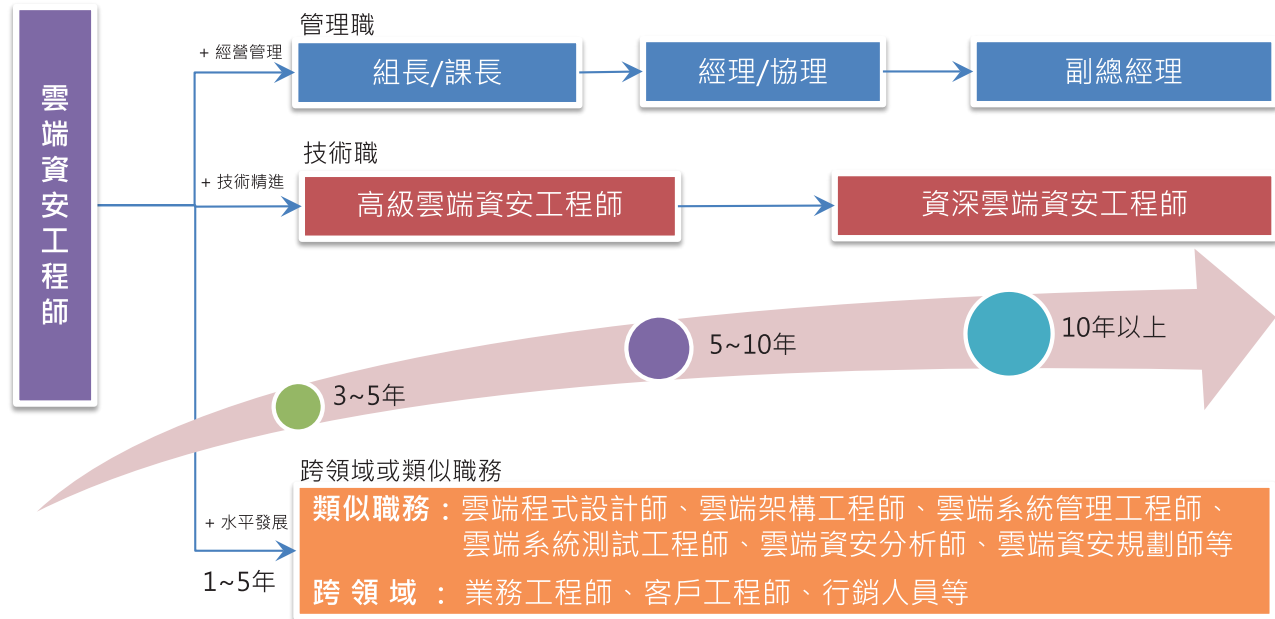 雲端資安工程師
管理職
+ 經營管理
組長/課長
經理/協理
副總經理
技術職
+ 技術精進
高級雲端資安工程師
資深雲端資安工程師
3~5年
5~10年
10年以上
跨領域或類似職務
+ 水平發展
1~5年
類似職務：雲端程式設計師、雲端架構工程師、雲端系統管理工程師、
雲端系統測試工程師、雲端資安分析師、雲端資安規劃師等
跨 領 域 ：業務工程師、客戶工程師、行銷人員等